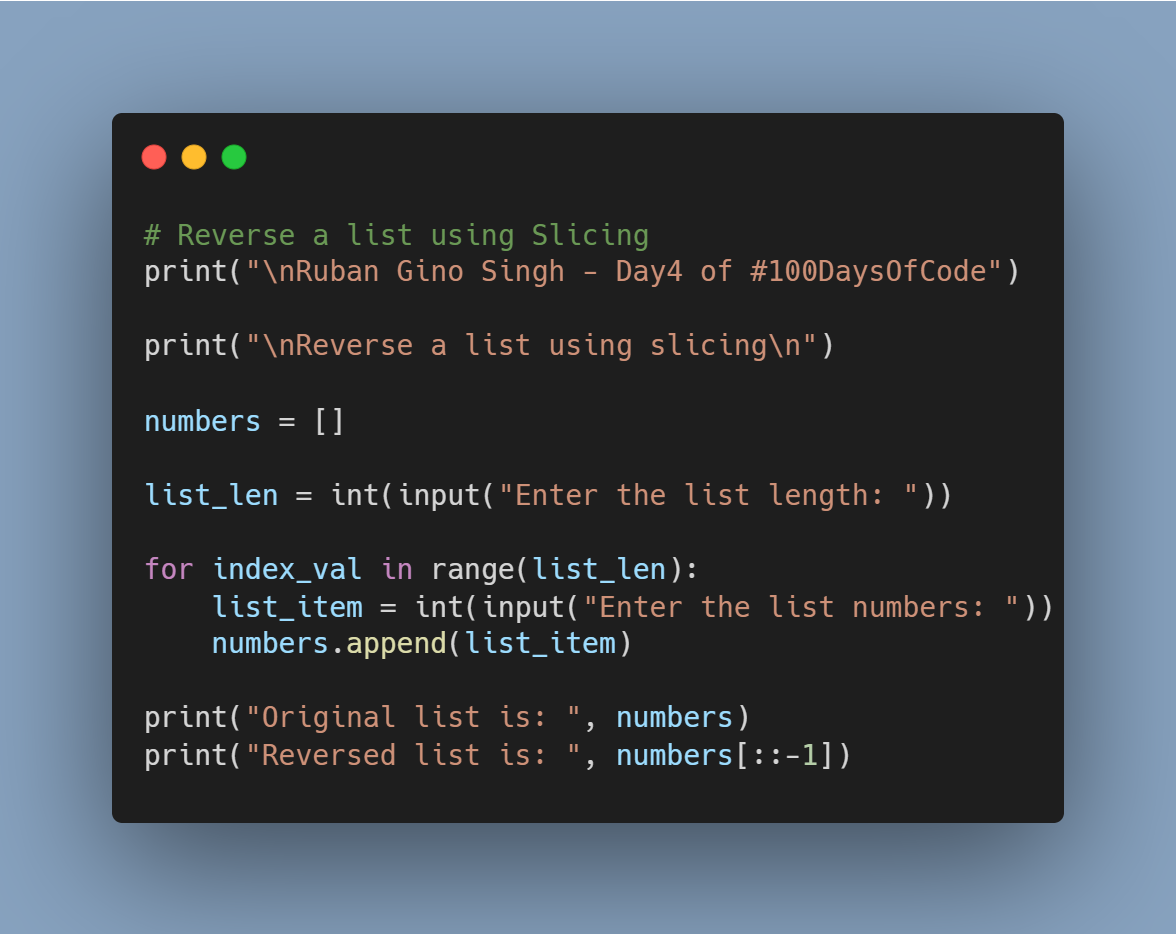 # Reverse a list using Slicing
print("\nRuban Gino Singh - Day4 of #100DaysOfCode")
print("\nReverse a list using slicing\n")
numbers = []
list_len = int(input("Enter the list length: "))
for index_val in range(list_len):
    list_item = int(input("Enter the list numbers: "))
    numbers.append(list_item)
print("Original list is: ", numbers)
print("Reversed list is: ", numbers[::-1])